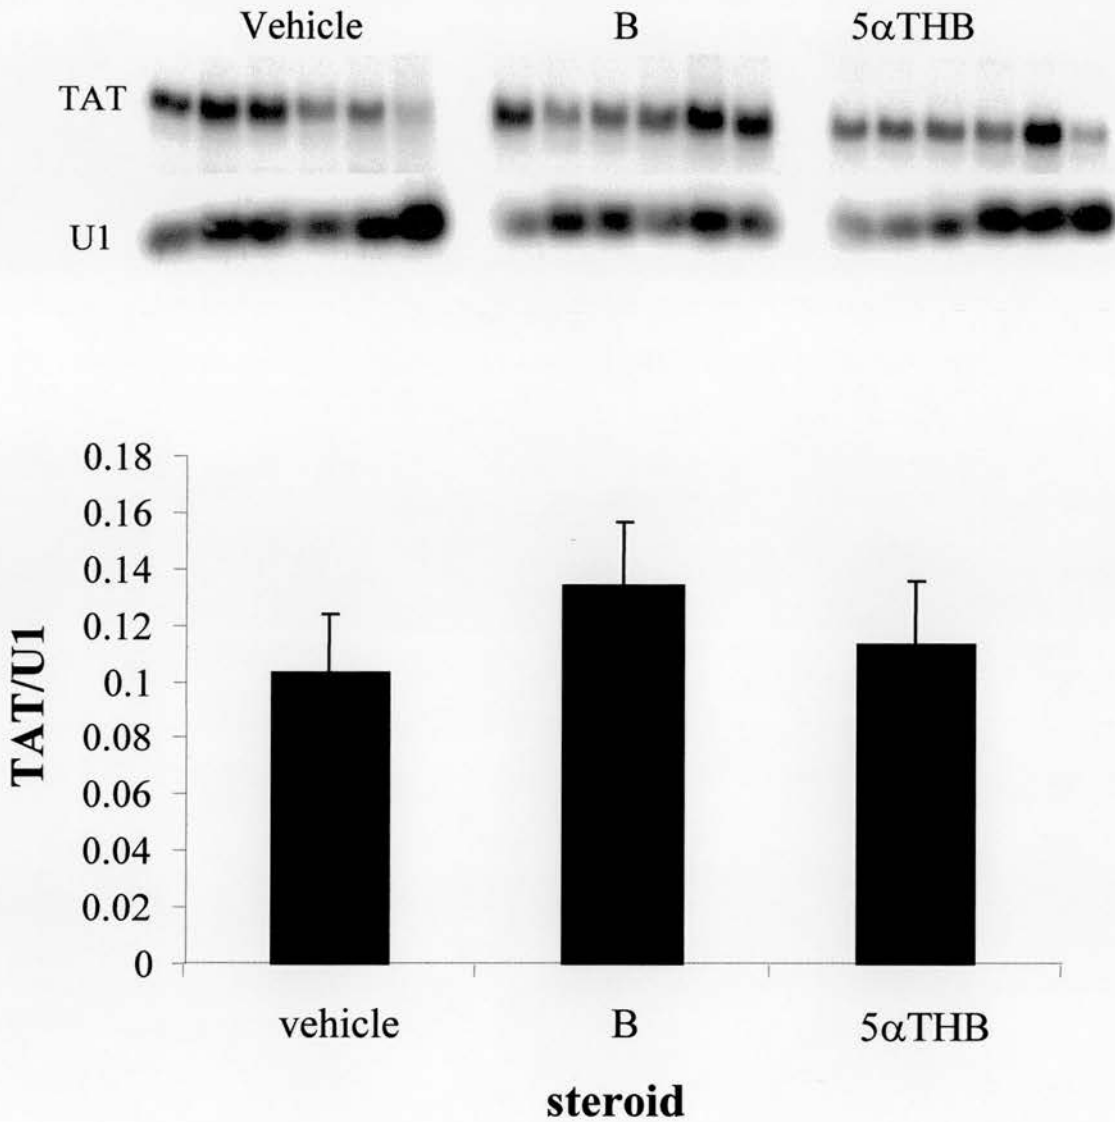 Vehicle B 5αTHB
TAT
U1
0.18
0.16
0.14
0.12
0.1
0.08
0.06
0.04
0.02
0
TAT/U1
vehicle B 5αTHB
steroid